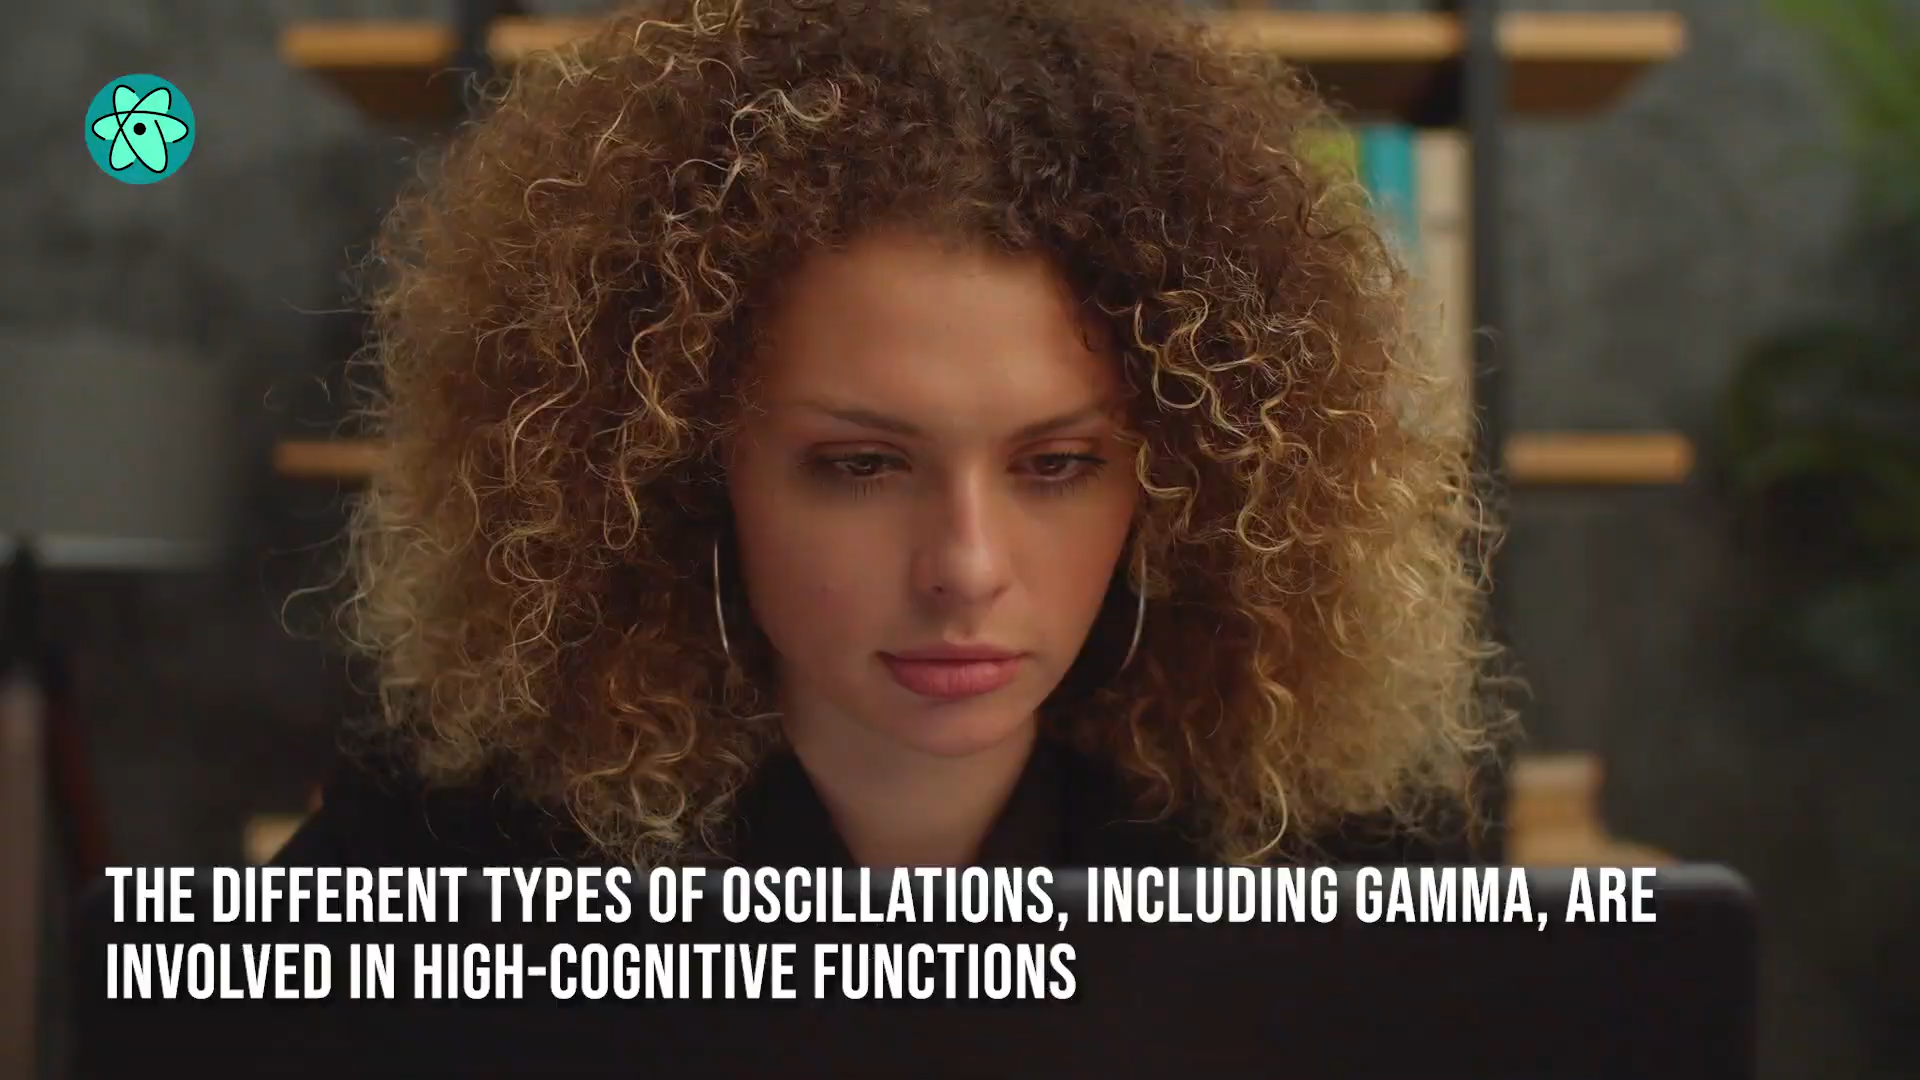 THE DIFFERENT TYPES OF OSCILLATIONS, INCLUDING GAMMA, ARE
INVOLVED IN HIGH-COGNITIVE FUNCTIONS